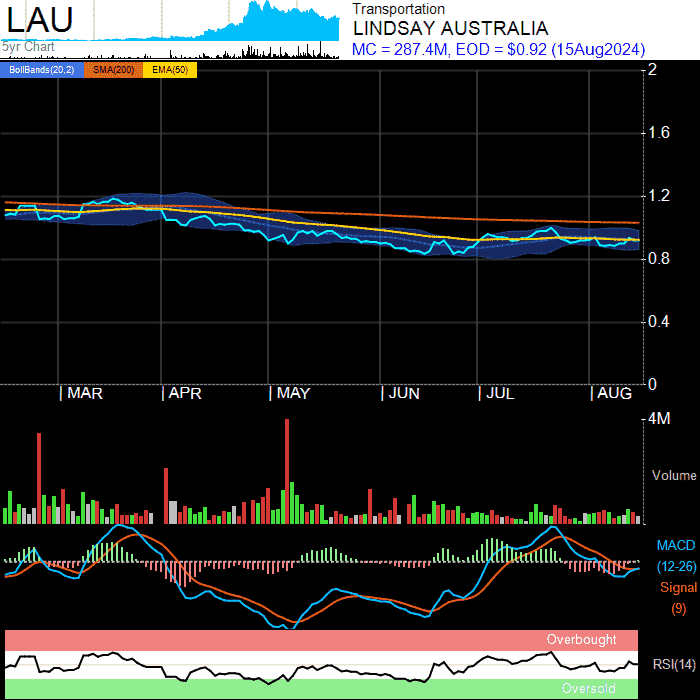 LAU
5yr Chart
Transportation
LINDSAY AUSTRALIA
MC = 287.4M, EOD = $0.92 (15Aug2024)
BollBands(20,2) SMA(200) EMA(50)
2
1.6
1.2
0.8
0.4
0
MAR APR MAY JUN JUL AUG
4M
Volume
MACD
(12-26)
Signal
(9)
Overbought
RSI(14)
Oversold